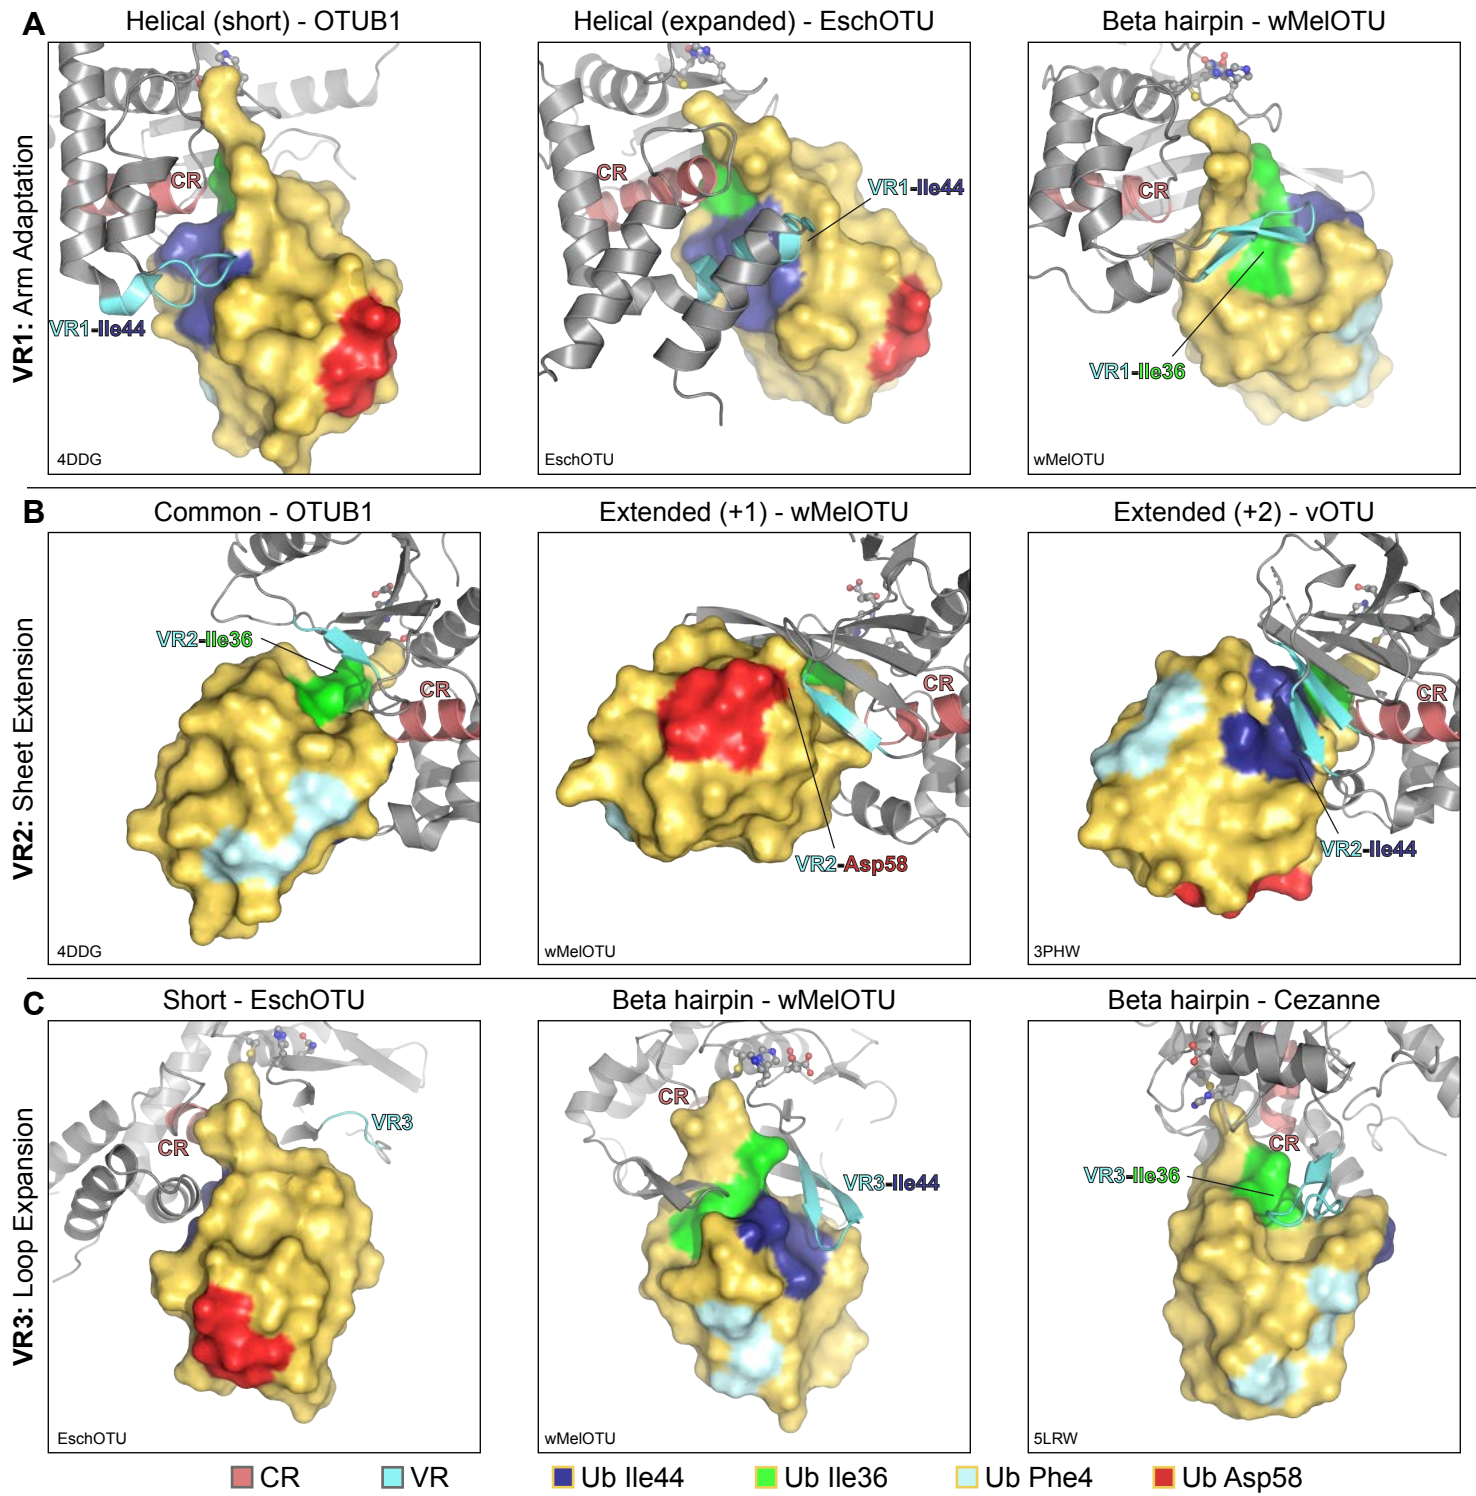 A
Helical (short) - OTUB1
Helical (expanded) - EschOTU
Beta hairpin - wMelOTU
VR1: Arm Adaptation
CR
VR1-Ile44
4DDG
CR
VR1-Ile44
EschOTU
CR
VR1-Ile36
wMelOTU
B
Common - OTUB1
Extended (+1) - wMelOTU
Extended (+2) - vOTU
VR2: Sheet Extension
VR2-Ile36
CR
4DDG
CR
VR2-Asp58
wMelOTU
CR
VR2-Ile44
3PHW
C
Short - EschOTU
Beta hairpin - wMelOTU
Beta hairpin - Cezanne
VR3: Loop Expansion
CR
VR3
EschOTU
CR
VR3-Ile44
wMelOTU
CR
VR3-Ile36
5LRW
CR
VR
Ub Ile44
Ub Ile36
Ub Phe4
Ub Asp58